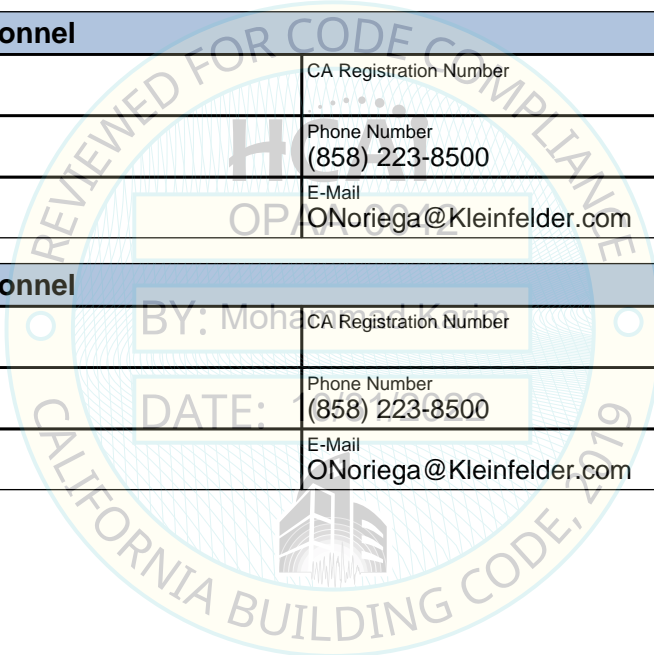 onnel
CA Registration Number
Phone Number
(858) 223-8500
E-Mail
ONoriega@Kleinfelder.com
onnel
CA Registration Number
Phone Number
(858) 223-8500
E-Mail
ONoriega@Kleinfelder.com
REVIEWED FOR CODE COMPLIANCE
HCAi
BY: Mohammad Karim
DATE:
CALIFORNIA BUILDING CODE, 2019